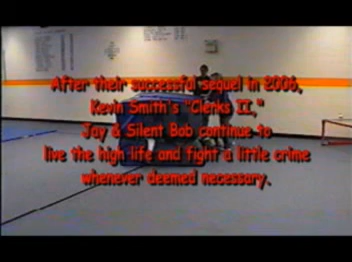 After their successful sequel in 2006,
Kevin Smith's "Clerks II,"
Jay & Silent Bob continue to
live the high life and fight a little crime
whenever deemed necessary.